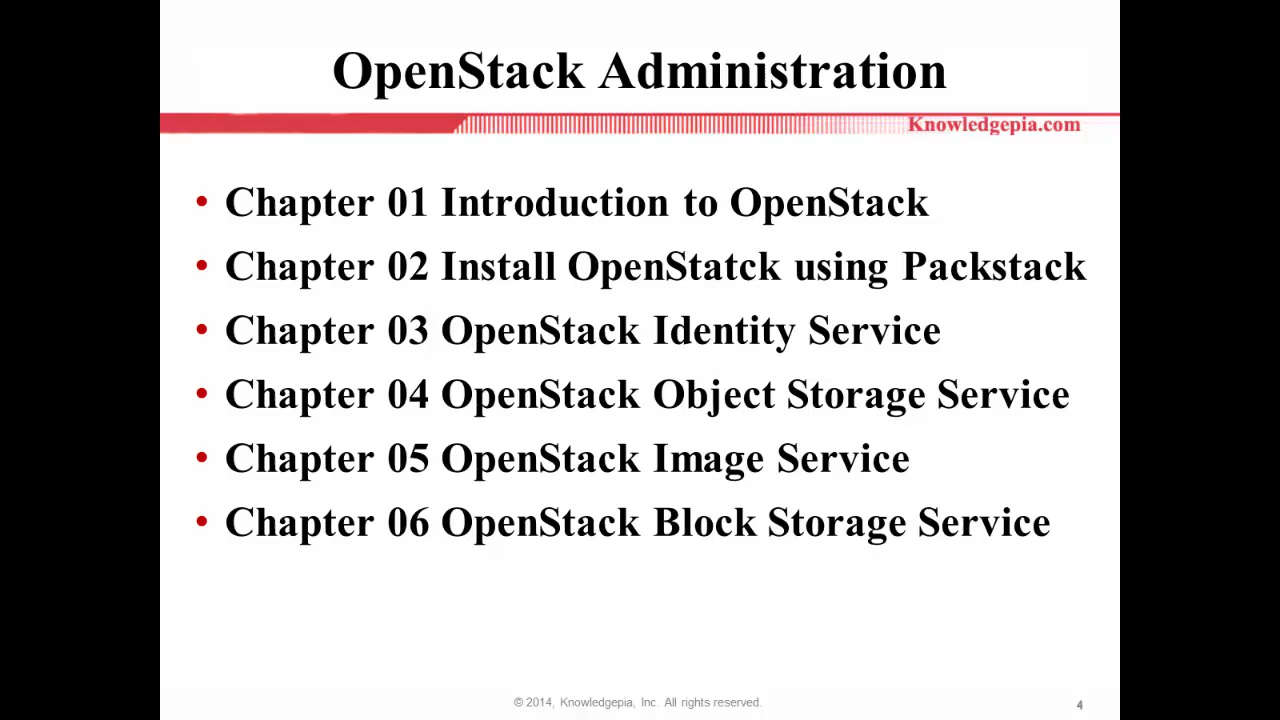 OpenStack Administration
Knowledgepia.com
• Chapter 01 Introduction to OpenStack
• Chapter 02 Install OpenStatck using Packstack
• Chapter 03 OpenStack Identity Service
• Chapter 04 OpenStack Object Storage Service
• Chapter 05 OpenStack Image Service
• Chapter 06 OpenStack Block Storage Service
© 2014, Knowledgepia, Inc. All rights reserved.
4